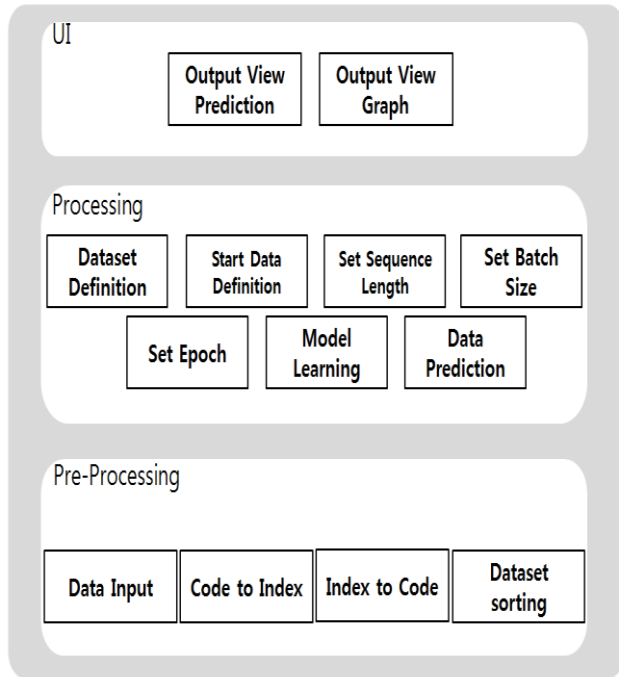 UI
Output View
Prediction
Output View
Graph
Processing
Dataset
Definition
Start Data
Definition
Set Sequence
Length
Set Batch
Size
Set Epoch
Model
Learning
Data
Prediction
Pre-Processing
Data Input
Code to Index
Index to Code
Dataset
sorting